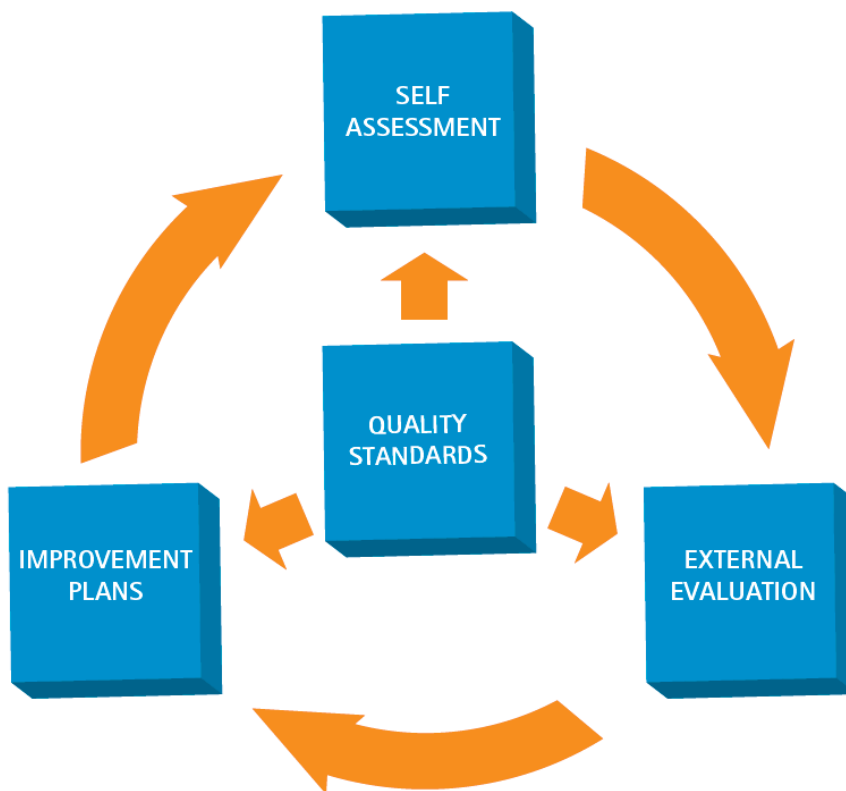 SELF
ASSESSMENT
QUALITY
STANDARDS
IMPROVEMENT
PLANS
EXTERNAL
EVALUATION